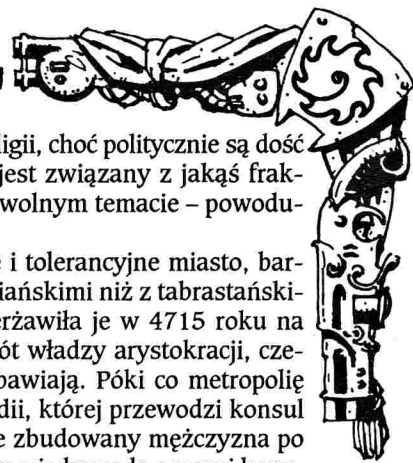 ligii, choć politycznie są dość
jest związany z jakąś frak-
wolnym temacie – powodu-
e i tolerancyjne miasto, bar-
iańskimi niż z tabrastański-
erżawiła je w 4715 roku na
rót władzy arystokracji, cze-
bawiają. Póki co metropolię
dii, której przewodzi konsul
e zbudowany mężczyzna po